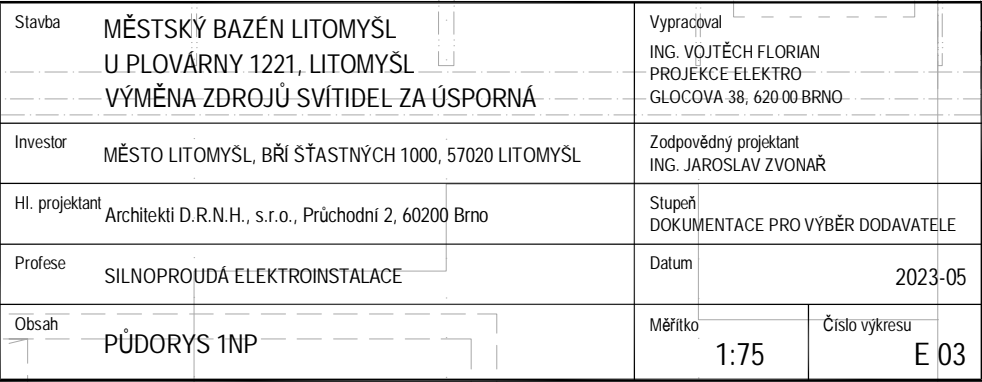 Stavba
MĚSTSKÝ BAZÉN LITOMYŠL
U PLOVÁRNY 1221, LITOMYŠL
VÝMĚNA ZDROJŮ SVÍTIDEL ZA ÚSPORNÁ
Vypracoval
ING. VOJTĚCH FLORIAN
PROJEKCE ELEKTRO
GLOCOVA 38, 620 00 BRNO
Investor
MĚSTO LITOMYŠL, BŘÍ ŠŤASTNÝCH 1000, 57020 LITOMYŠL
Zodpovědný projektant
ING. JAROSLAV ZVONAŘ
Hl. projektant
Architekti D.R.N.H., s.r.o., Průchodní 2, 60200 Brno
Stupeň
DOKUMENTACE PRO VÝBĚR DODAVATELE
Profese
SILNOPROUDÁ ELEKTROINSTALACE
Datum
2023-05
Obsah
PŮDORYS 1NP
Měřítko
1:75
Číslo výkresu
E 03